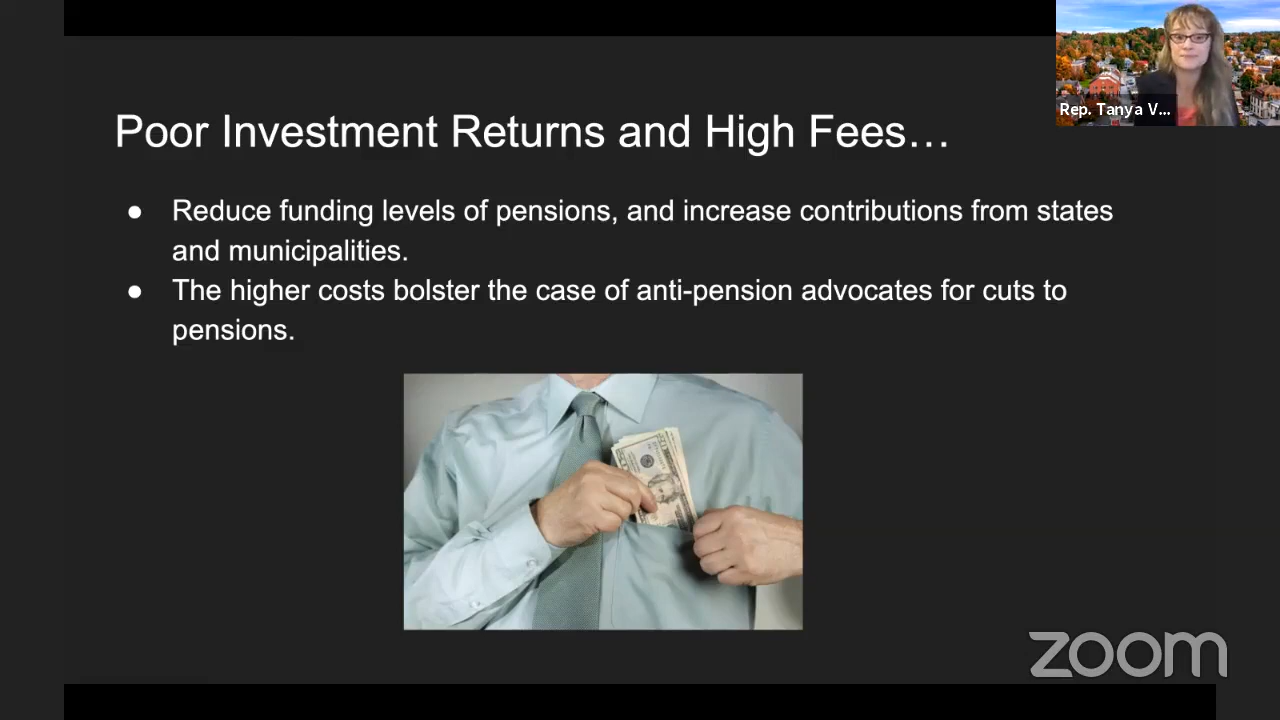 Rep. Tanya V...
Poor Investment Returns and High Fees…
● Reduce funding levels of pensions, and increase contributions from states
and municipalities.
● The higher costs bolster the case of anti-pension advocates for cuts to
pensions.
zoom